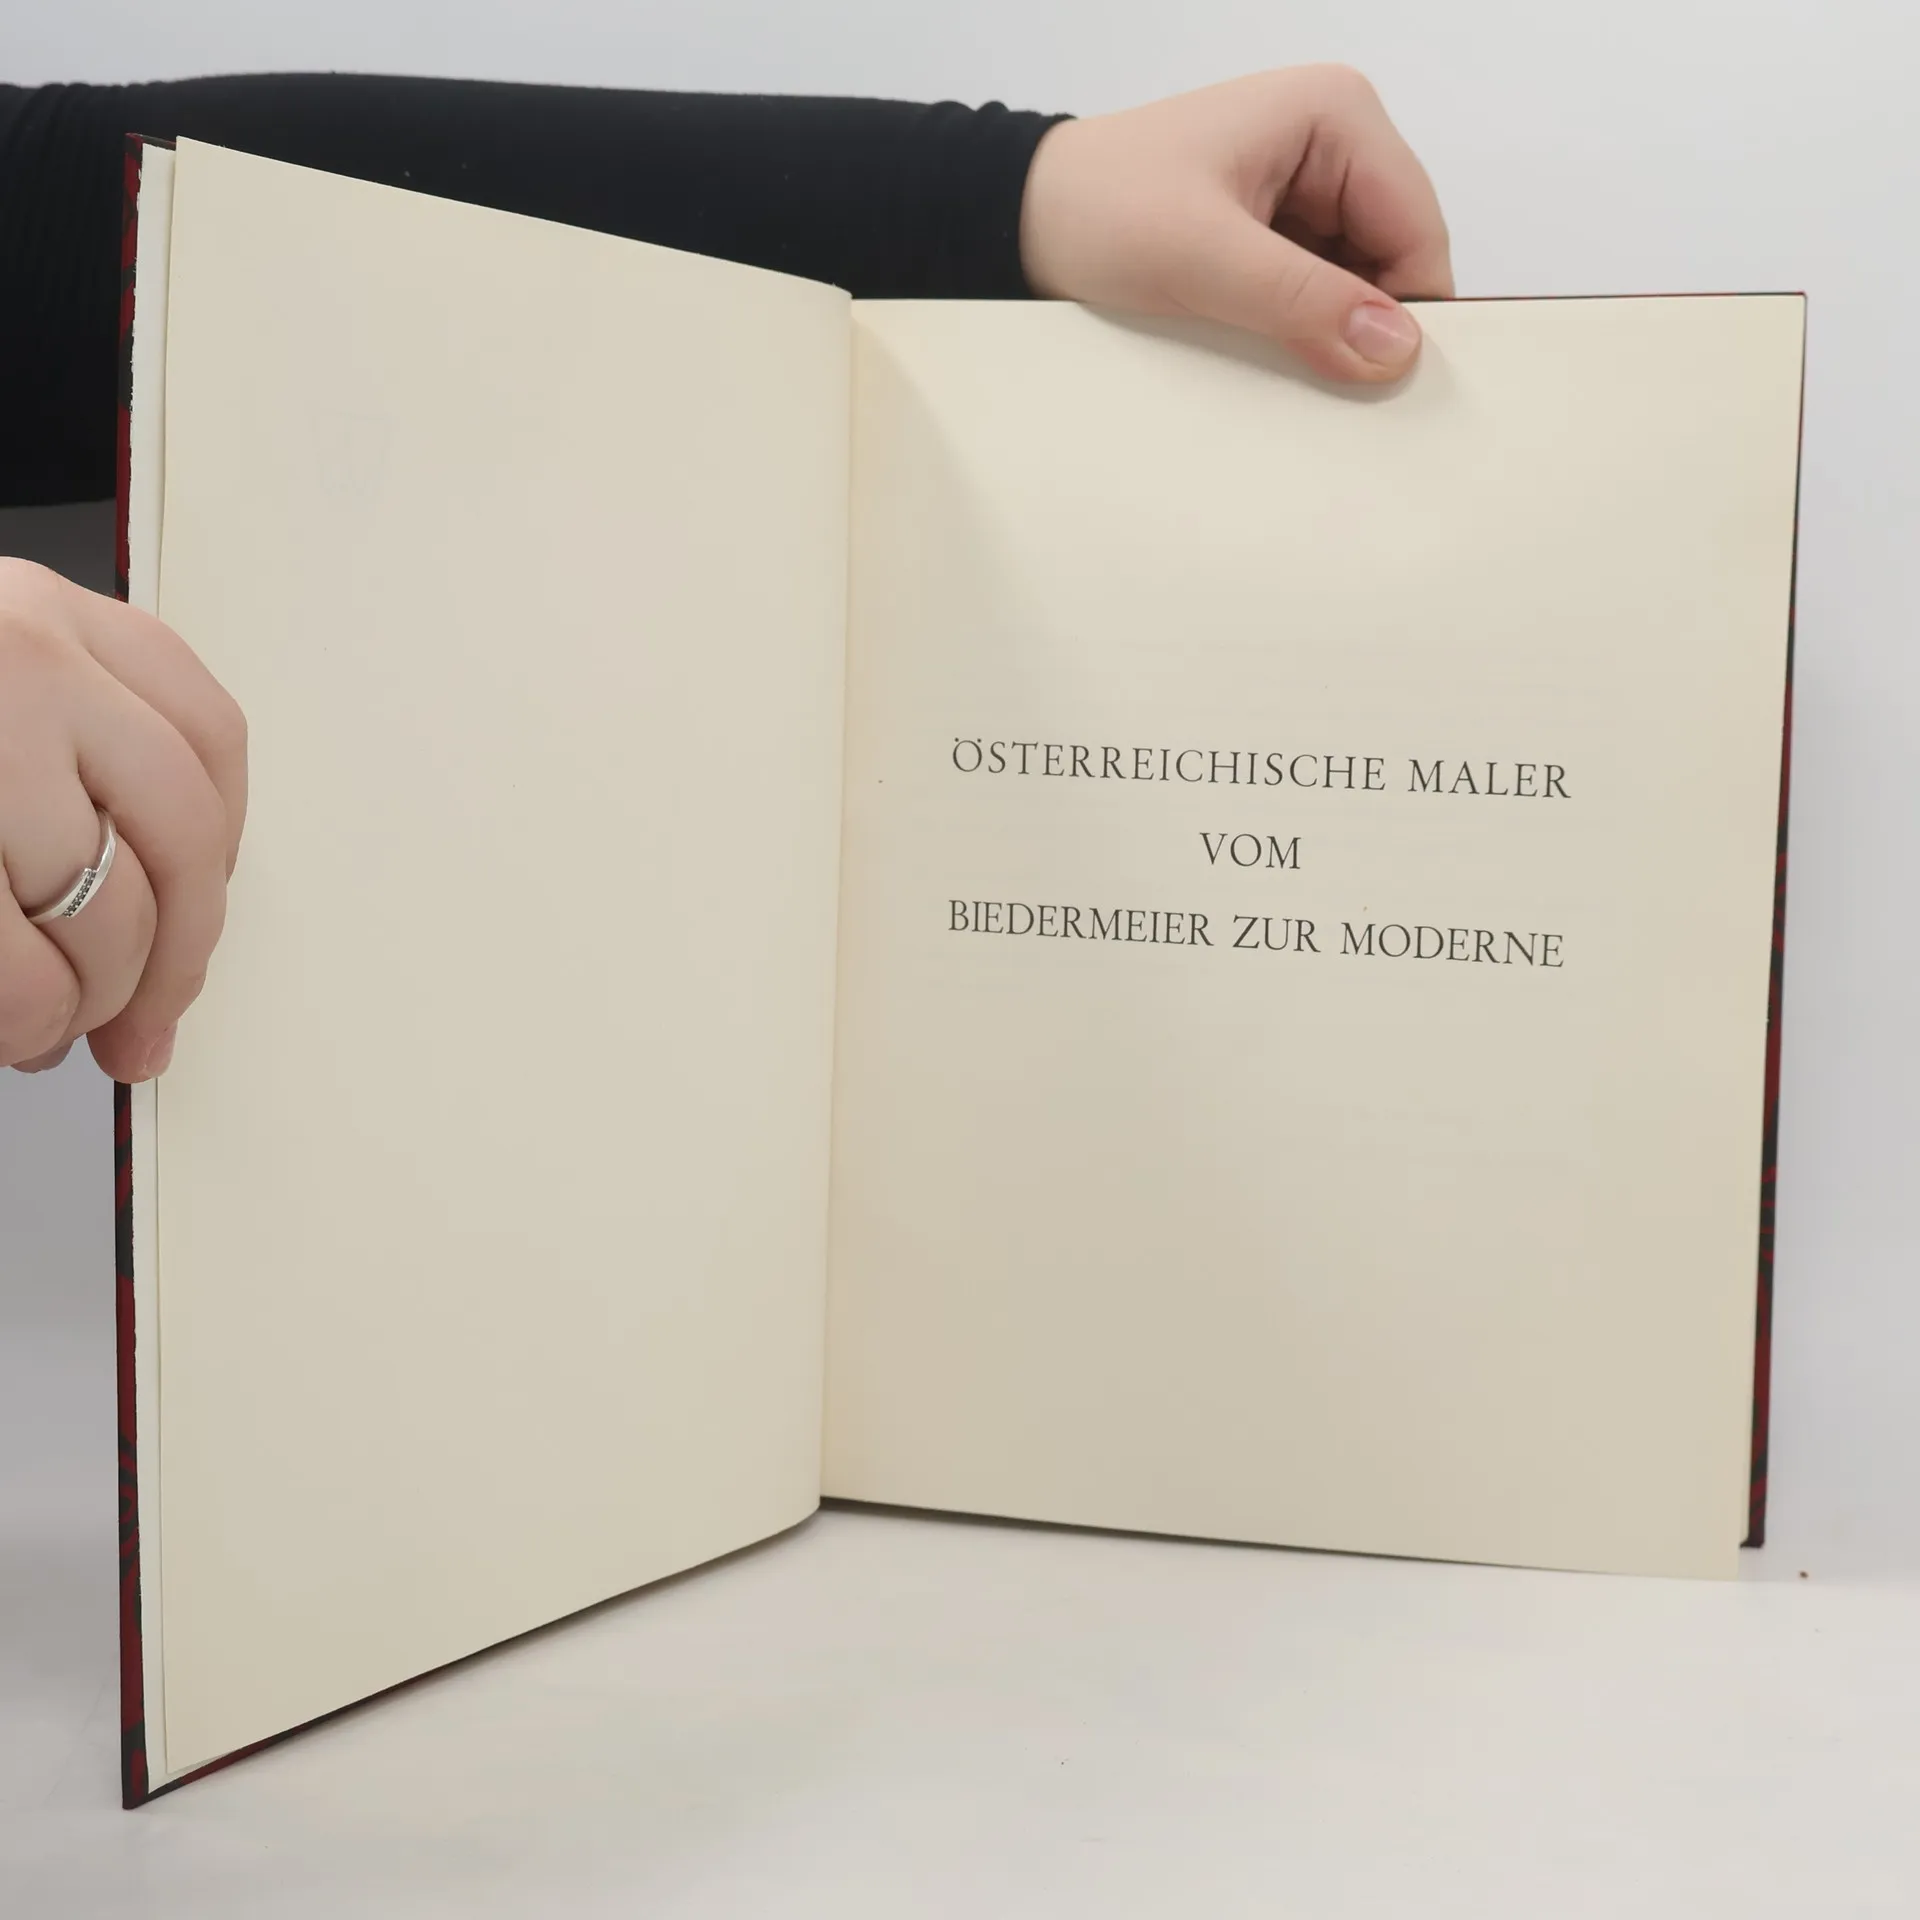 ÖSTERREICHISCHE MALER
VOM
BIEDERMEIER ZUR MODERNE